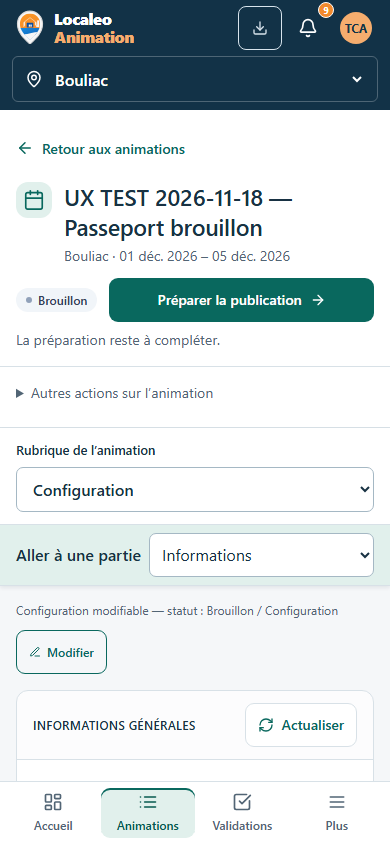 Localeo
Animation
9
TCA
Bouliac
Retour aux animations
UX TEST 2026-11-18 —
Passeport brouillon
Bouliac · 01 déc. 2026 – 05 déc. 2026
Brouillon
Préparer la publication
La préparation reste à compléter.
Autres actions sur l’animation
Rubrique de l’animation
Configuration
Aller à une partie
Informations
Configuration modifiable — statut : Brouillon / Configuration
Modifier
INFORMATIONS GÉNÉRALES
Actualiser
Accueil
Animations
Validations
Plus